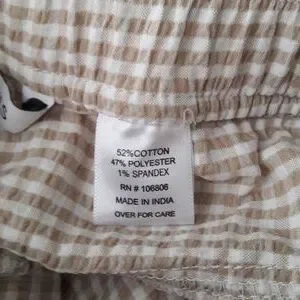 S
52%COTTON
47% POLYESTER
1% SPANDEX
RN # 106806
MADE IN INDIA
OVER FOR CARE